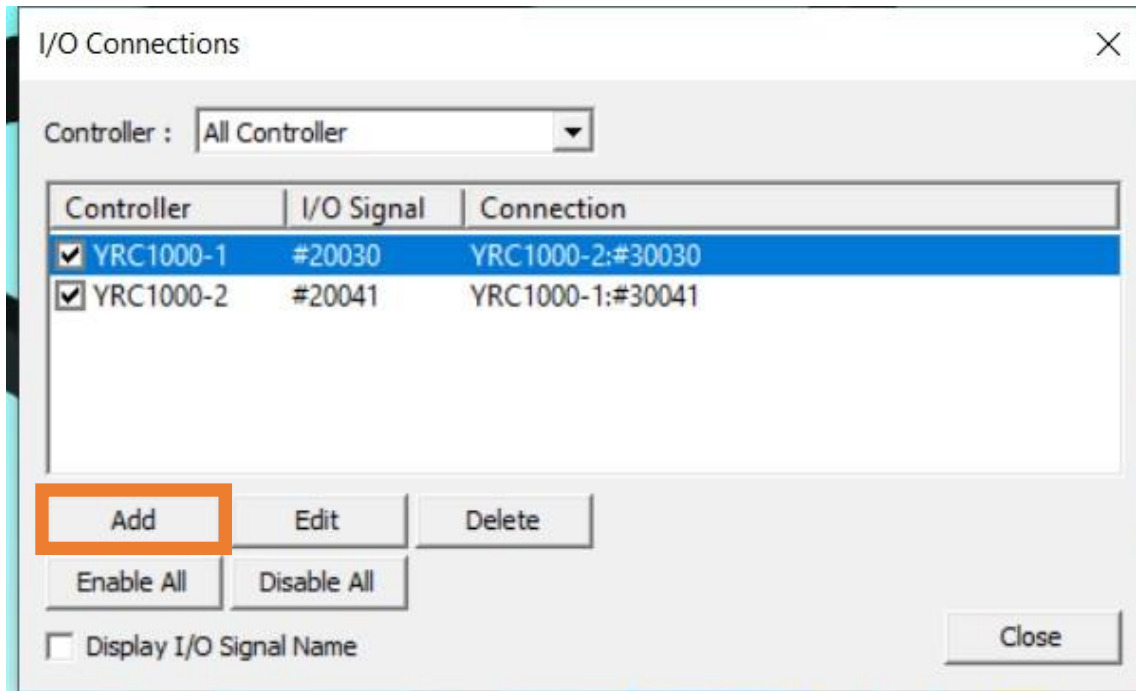 I/O Connections
Controller : All Controller
Controller I/O Signal Connection
YRC1000-1 #20030 YRC1000-2:#30030
YRC1000-2 #20041 YRC1000-1:#30041
Add Edit Delete
Enable All Disable All
Display I/O Signal Name
Close